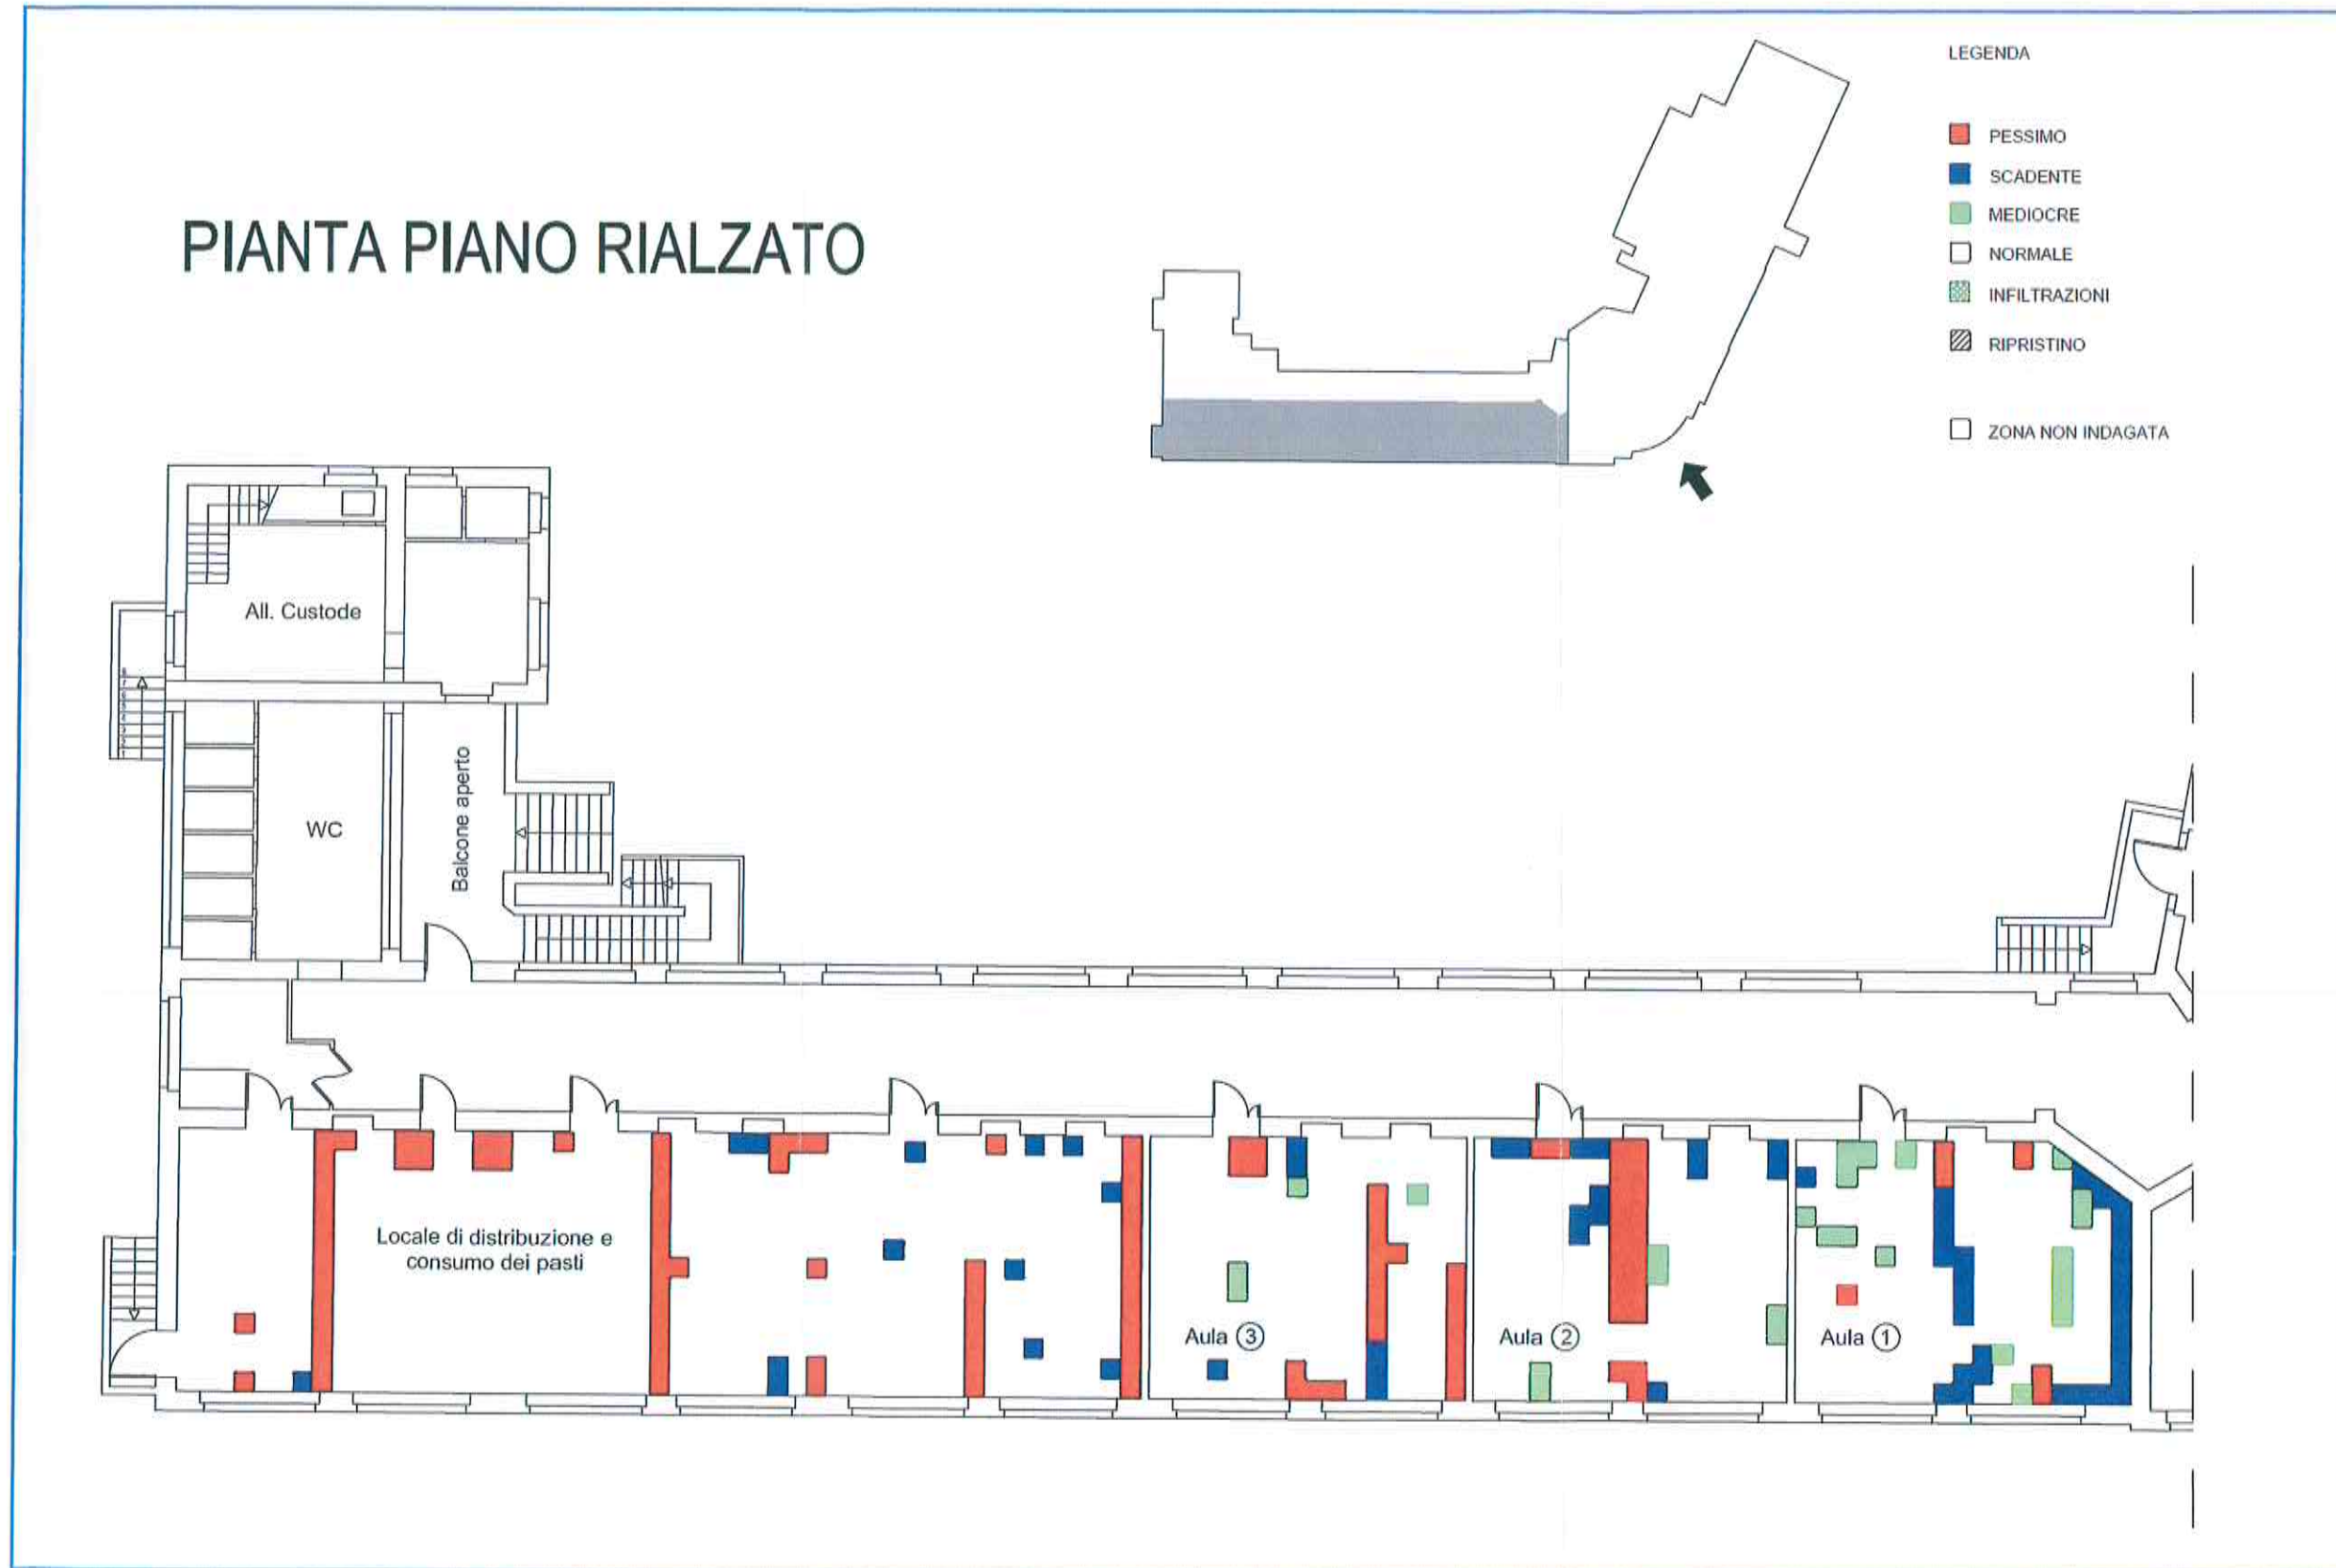 PIANTA PIANO RIALZATO
LEGENDA
PESSIMO
SCADENTE
MEDIOCRE
NORMALE
INFILTRAZIONI
RIPRISTINO
ZONA NON INDAGATA
All. Custode
WC
Balcone aperto
Locale di distribuzione e
consumo dei pasti
Aula 3
Aula 2
Aula 1